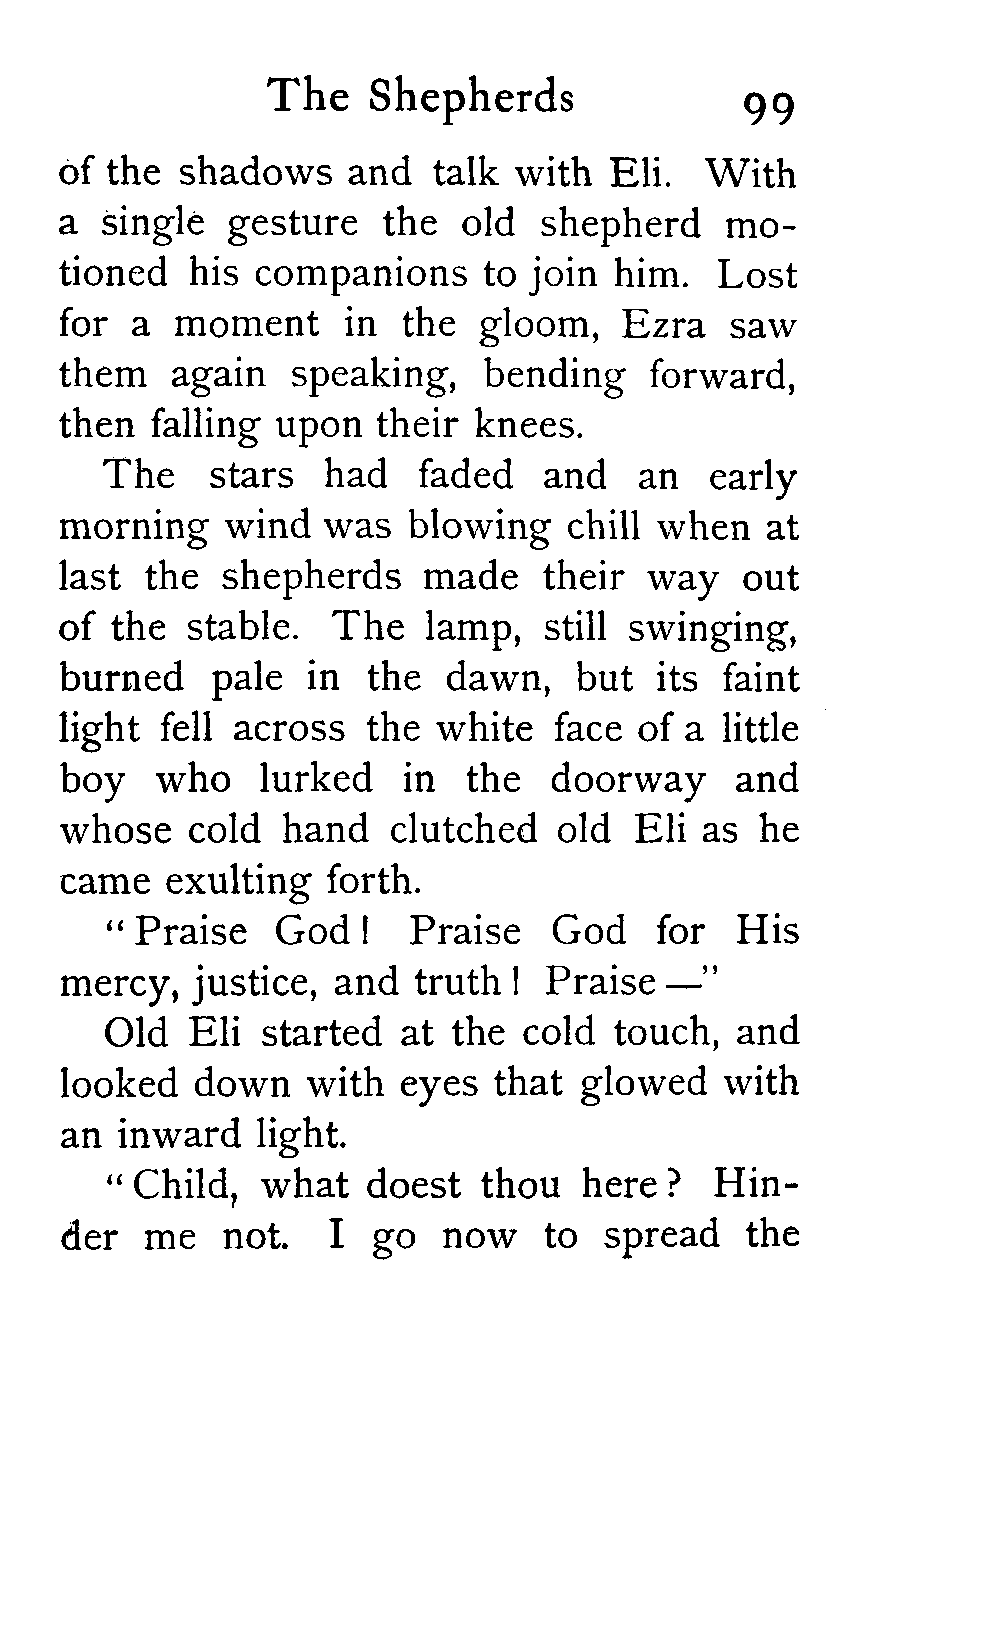 The Shepherds 99
of the shadows and talk with Eli. With
a single gesture the old shepherd mo-
tioned his companions to join him. Lost
for a moment in the gloom, Ezra saw
them again speaking, bending forward,
then falling upon their knees.
The stars had faded and an early
morning wind was blowing chill when at
last the shepherds made their way out
of the stable. The lamp, still swinging,
burned pale in the dawn, but its faint
light fell across the white face of a little
boy who lurked in the doorway and
whose cold hand clutched old Eli as he
came exulting forth.
"Praise God! Praise God for His
mercy, justice, and truth! Praise —"
Old Eli started at the cold touch, and
looked down with eyes that glowed with
an inward light.
"Child, what doest thou here? Hin-
der me not. I go now to spread the